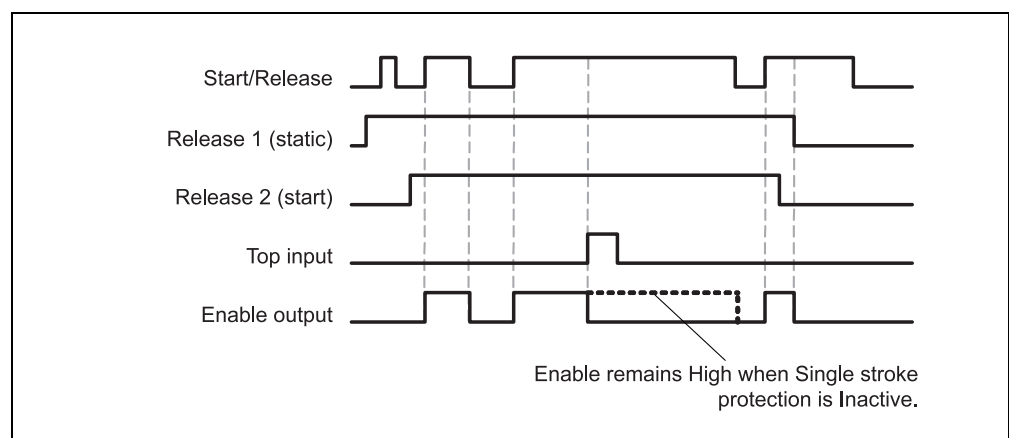 Start/Release
Release 1 (static)
Release 2 (start)
Top input
Enable output
Enable remains High when Single stroke
protection is Inactive.